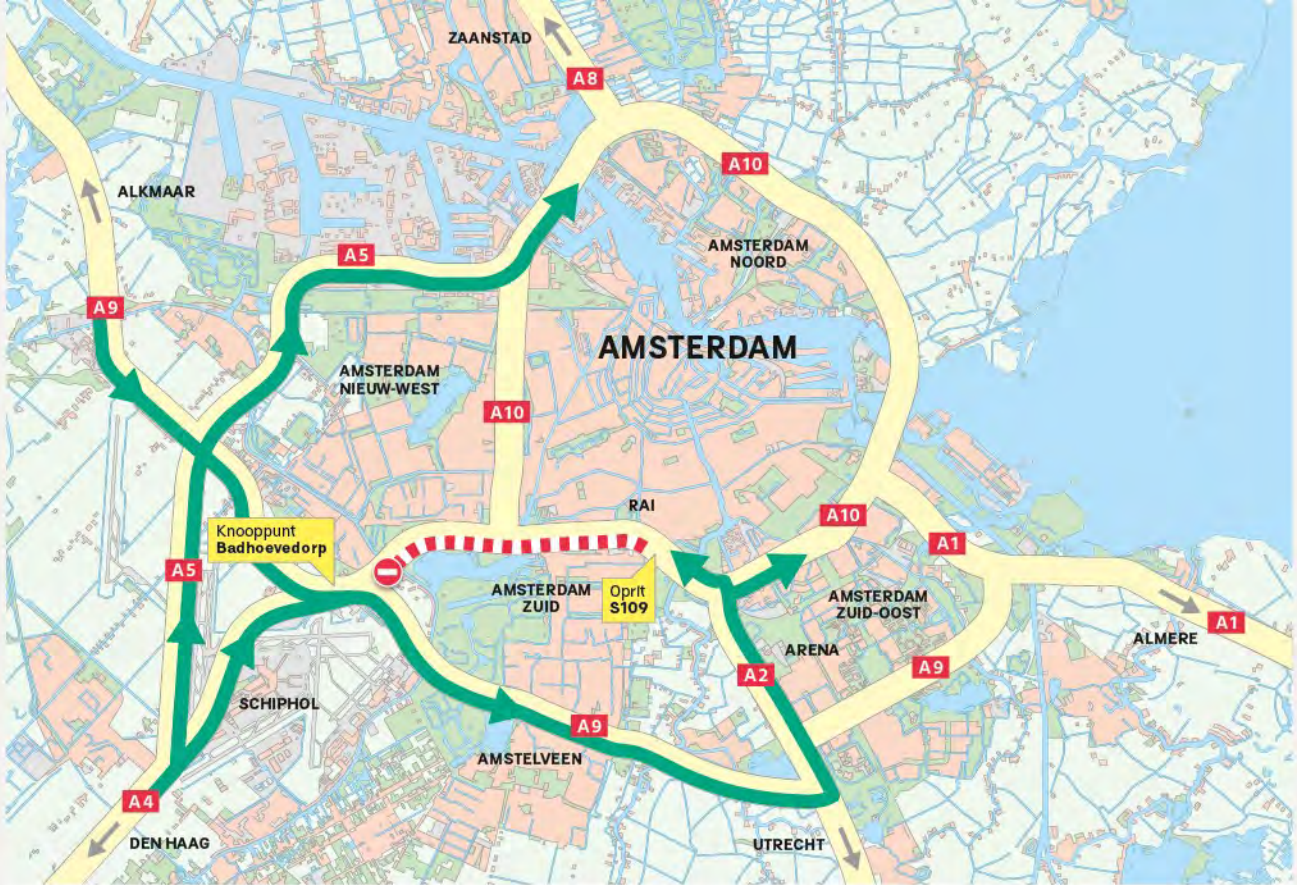 ZAANSTAD
A8
A10
ALKMAAR
AMSTERDAM
NOORD
A5
A9
AMSTERDAM
AMSTERDAM
NIEUW-WEST
A10
RAI
A10
Knooppunt
Badhoevedorp
A1
A5
AMSTERDAM
ZUID
Oprit
S109
AMSTERDAM
ZUID-OOST
A1
ALMERE
ARENA
A9
A2
SCHIPHOL
A9
AMSTELVEEN
A4
DEN HAAG
UTRECHT